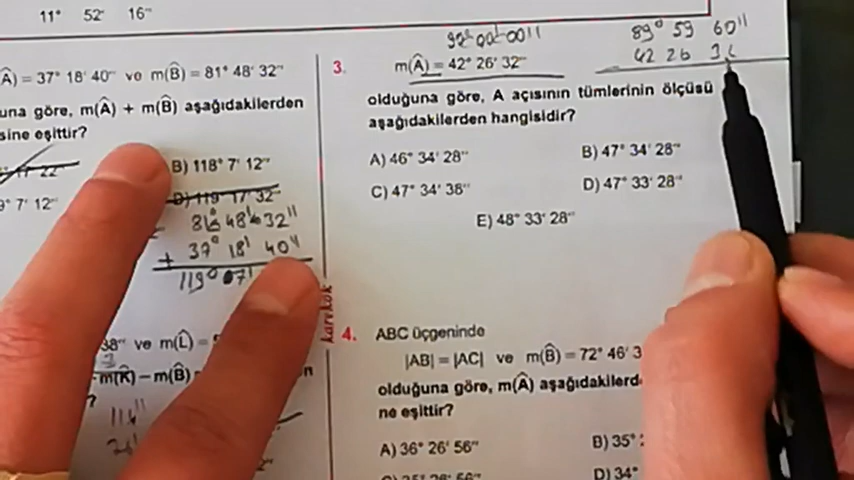 11° 52' 16"
A) = 37° 18' 40" ve m(B) = 81° 48' 32"
una göre, m(A) + m(B) aşağıdakilerden
sine eşittir?
B) 118° 7' 12"
D) 119° 17' 32"
9° 7' 12"
81° 48' 32"
+ 37° 18' 40"
119° 07'
38" ve m(L) =
m(K) – m(B)
?
114"
3.
m(A) = 42° 26' 32"
89° 59 60"
42 26 3
olduğuna göre, A açısının tümlerinin ölçüsü
aşağıdakilerden hangisidir?
A) 46° 34' 28"
B) 47° 34' 28"
C) 47° 34' 38"
D) 47° 33' 28"
E) 48° 33' 28"
karekök
4. ABC üçgeninde
|AB| = |AC| ve m(B) = 72° 46' 3
olduğuna göre, m(A) aşağıdakilerd
ne eşittir?
A) 36° 26' 56"
B) 35°
D) 34°